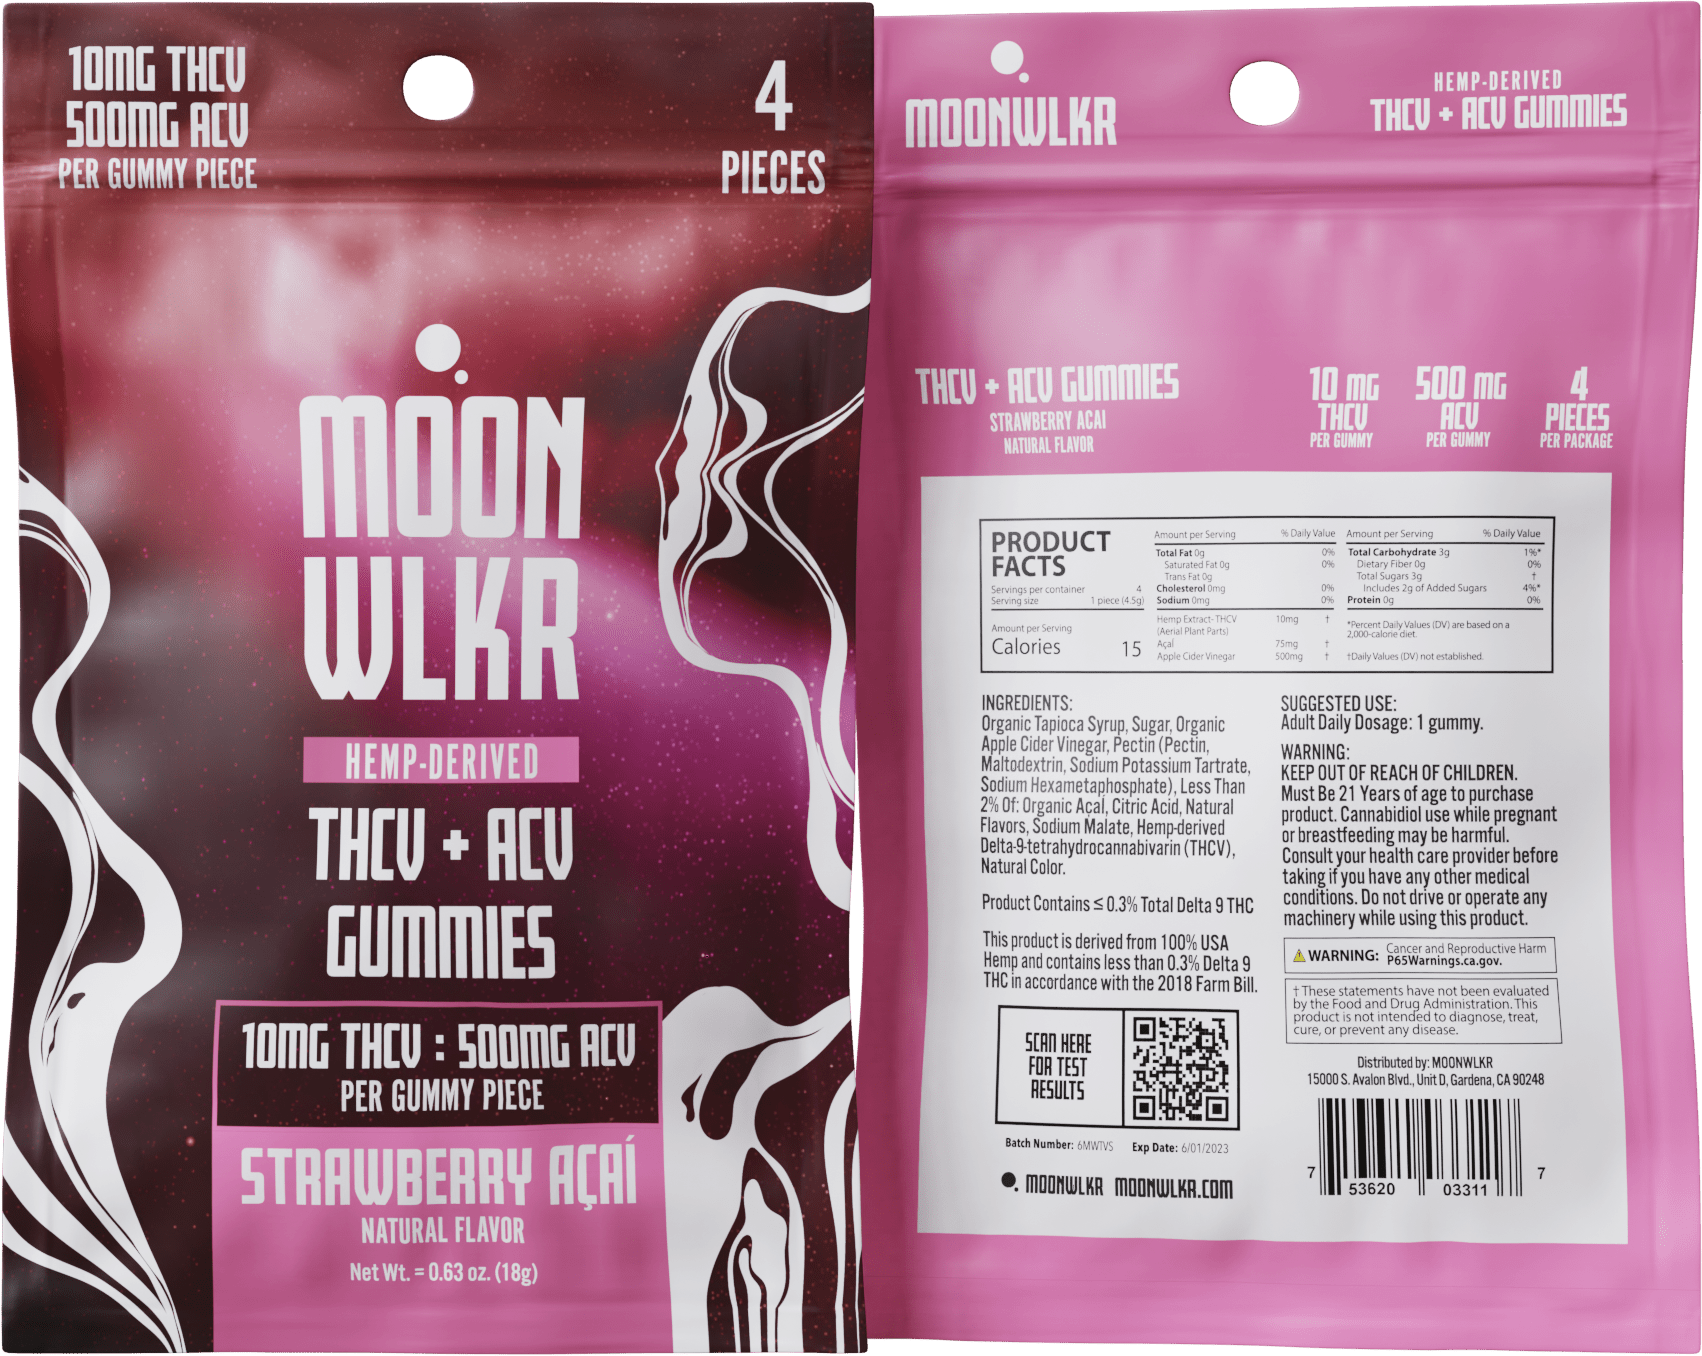 10MG THCV
500MG ACV
PER GUMMY PIECE
4
PIECES
MOON
WLKR
HEMP-DERIVED
THCV + ACV
GUMMIES
10MG THCV : 500MG ACV
PER GUMMY PIECE
STRAWBERRY AÇAÍ
NATURAL FLAVOR
Net Wt. = 0.63 oz. (18g)
MOONWLKR
HEMP-DERIVED
THCV + ACV GUMMIES
THCV + ACV GUMMIES
STRAWBERRY ACAI
NATURAL FLAVOR
10 MG
THCV
PER GUMMY
500 MG
ACV
PER GUMMY
4
PIECES
PER PACKAGE
PRODUCT
FACTS
Servings per container 4
Serving size 1 piece (4.5g)
Amount per Serving
Calories 15
Amount per Serving % Daily Value
Total Fat 0g 0%
Saturated Fat 0g 0%
Trans Fat 0g
Cholesterol 0mg 0%
Sodium 0mg 0%
Hemp Extract-THCV 10mg †
(Aerial Plant Parts)
Açaí 75mg †
Apple Cider Vinegar 500mg †
Amount per Serving % Daily Value
Total Carbohydrate 3g 1%*
Dietary Fiber 0g 0%
Total Sugars 3g †
Includes 2g of Added Sugars 4%*
Protein 0g 0%
*Percent Daily Values (DV) are based on a
2,000-calorie diet.
†Daily Values (DV) not established.
INGREDIENTS:
Organic Tapioca Syrup, Sugar, Organic
Apple Cider Vinegar, Pectin (Pectin,
Maltodextrin, Sodium Potassium Tartrate,
Sodium Hexametaphosphate), Less Than
2% Of: Organic Açaí, Citric Acid, Natural
Flavors, Sodium Malate, Hemp-derived
Delta-9-tetrahydrocannabivarin (THCV),
Natural Color.
Product Contains ≤ 0.3% Total Delta 9 THC
This product is derived from 100% USA
Hemp and contains less than 0.3% Delta 9
THC in accordance with the 2018 Farm Bill.
SCAN HERE
FOR TEST
RESULTS
Batch Number: 6MWTVS Exp Date: 6/01/2023
MOONWLKR MOONWLKR.COM
SUGGESTED USE:
Adult Daily Dosage: 1 gummy.
WARNING:
KEEP OUT OF REACH OF CHILDREN.
Must Be 21 Years of age to purchase
product. Cannabidiol use while pregnant
or breastfeeding may be harmful.
Consult your health care provider before
taking if you have any other medical
conditions. Do not drive or operate any
machinery while using this product.
WARNING: Cancer and Reproductive Harm
P65Warnings.ca.gov.
† These statements have not been evaluated
by the Food and Drug Administration. This
product is not intended to diagnose, treat,
cure, or prevent any disease.
Distributed by: MOONWLKR
15000 S. Avalon Blvd., Unit D, Gardena, CA 90248
7 53620 03311 7